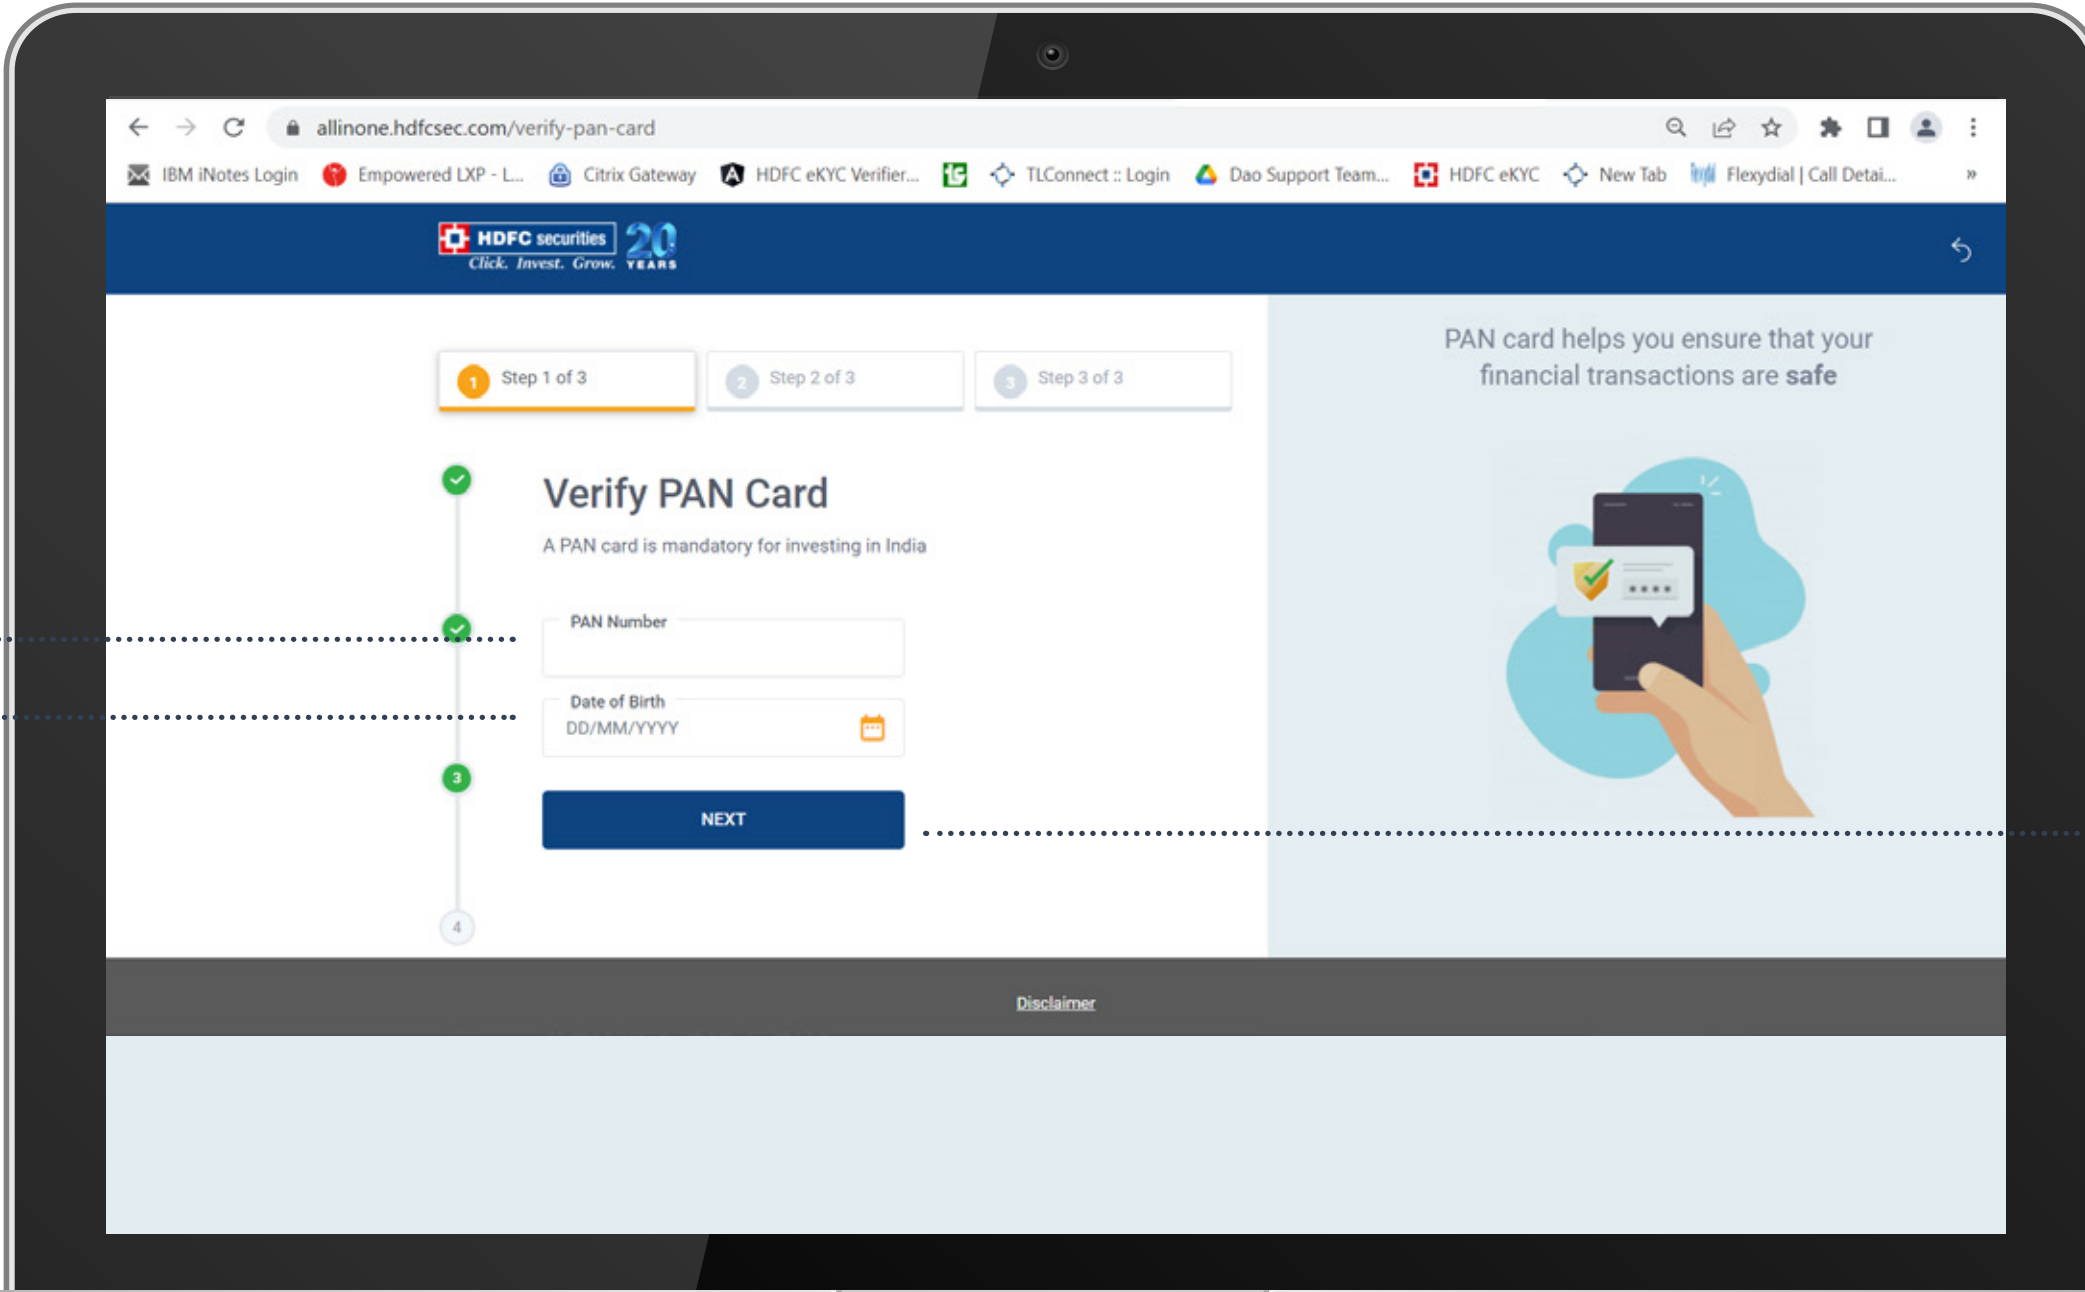 allinone.hdfcsec.com/verify-pan-card
IBM iNotes Login Empowered LXP - L... Citrix Gateway HDFC eKYC Verifier... TLConnect :: Login Dao Support Team... HDFC eKYC New Tab Flexydial | Call Detai... »
HDFC securities
Click. Invest. Grow.
20
YEARS
1 Step 1 of 3 2 Step 2 of 3 3 Step 3 of 3
Verify PAN Card
A PAN card is mandatory for investing in India
PAN Number
Date of Birth
DD/MM/YYYY
3
NEXT
4
PAN card helps you ensure that your
financial transactions are safe
Disclaimer